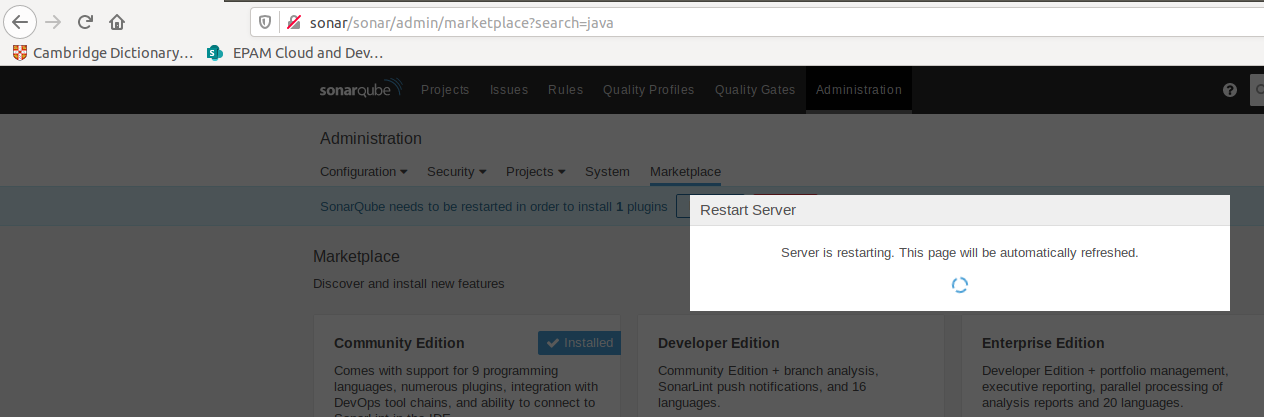 sonar/sonar/admin/marketplace?search=java
Cambridge Dictionary… EPAM Cloud and Dev…
sonarqube Projects Issues Rules Quality Profiles Quality Gates Administration
Administration
Configuration Security Projects System Marketplace
SonarQube needs to be restarted in order to install 1 plugins
Restart Server
Server is restarting. This page will be automatically refreshed.
Marketplace
Discover and install new features
Community Edition Installed
Comes with support for 9 programming
languages, numerous plugins, integration with
DevOps tool chains, and ability to connect to
SonarLint in the IDE
Developer Edition
Community Edition + branch analysis,
SonarLint push notifications, and 16
languages.
Enterprise Edition
Developer Edition + portfolio management,
executive reporting, parallel processing of
analysis reports and 20 languages.